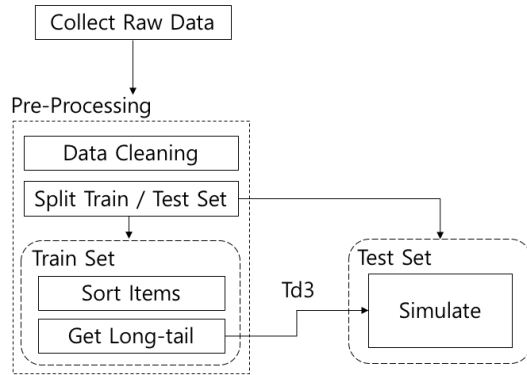 Collect Raw Data
Pre-Processing
Data Cleaning
Split Train / Test Set
Train Set
Sort Items
Get Long-tail
Td3
Test Set
Simulate